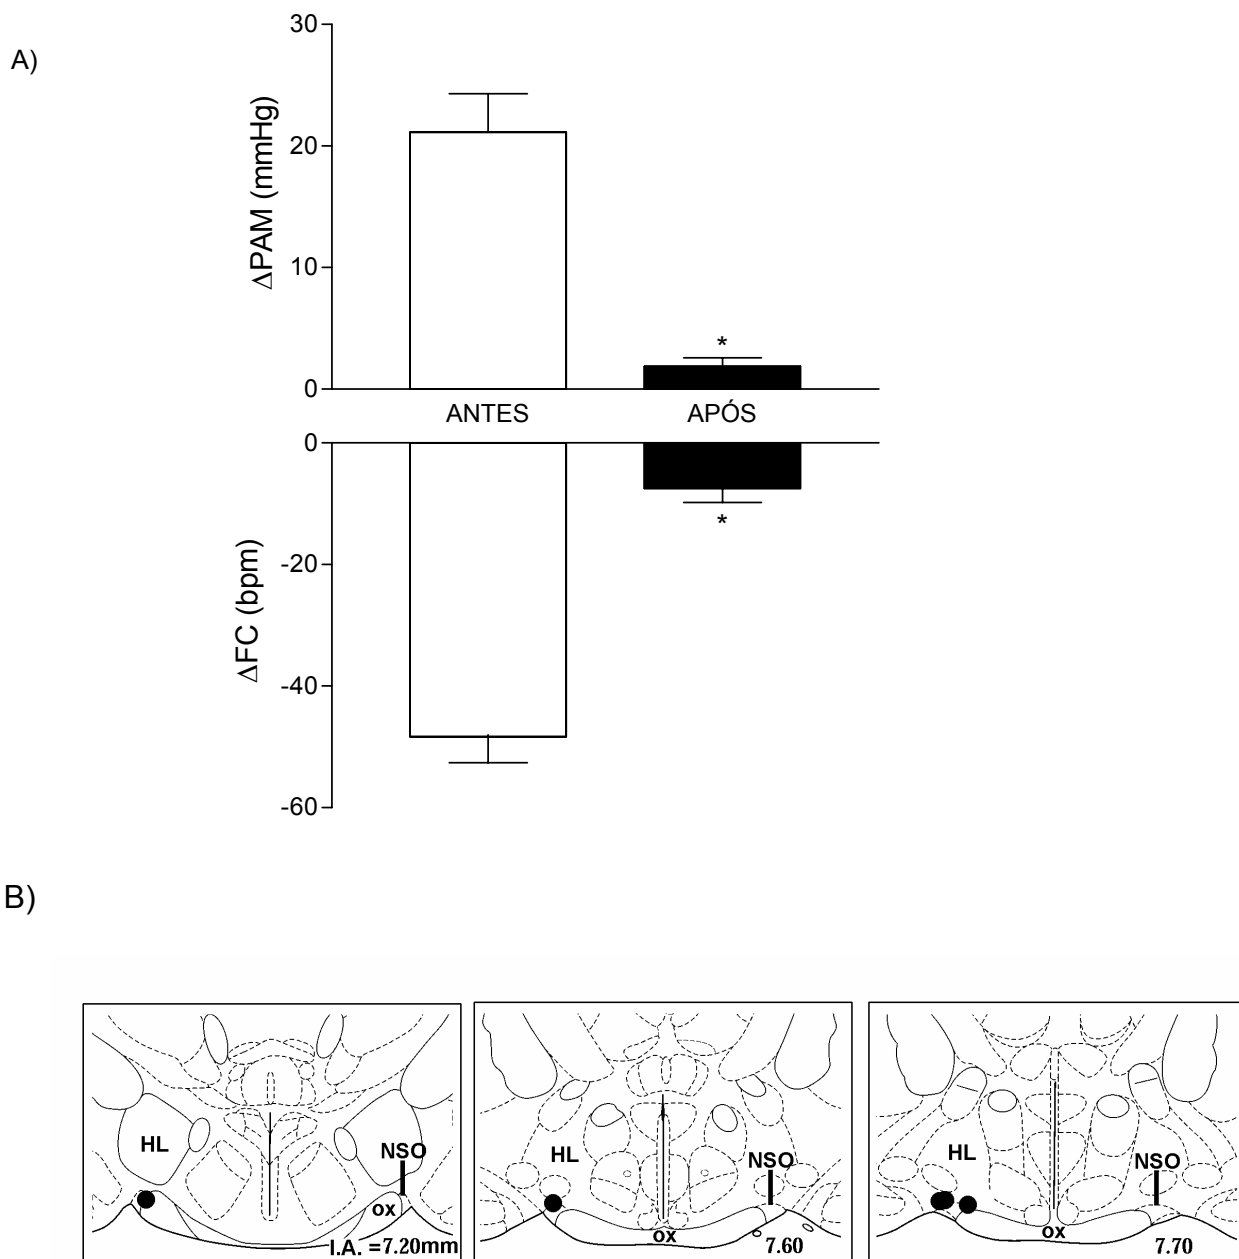 A)
30
20
10
0
ΔPAM (mmHg)
*
ANTES APÓS
0
-20
-40
-60
ΔFC (bpm)
*
B)
HL NSO ox I.A. =7.20mm
HL NSO ox 7.60
HL NSO ox 7.70